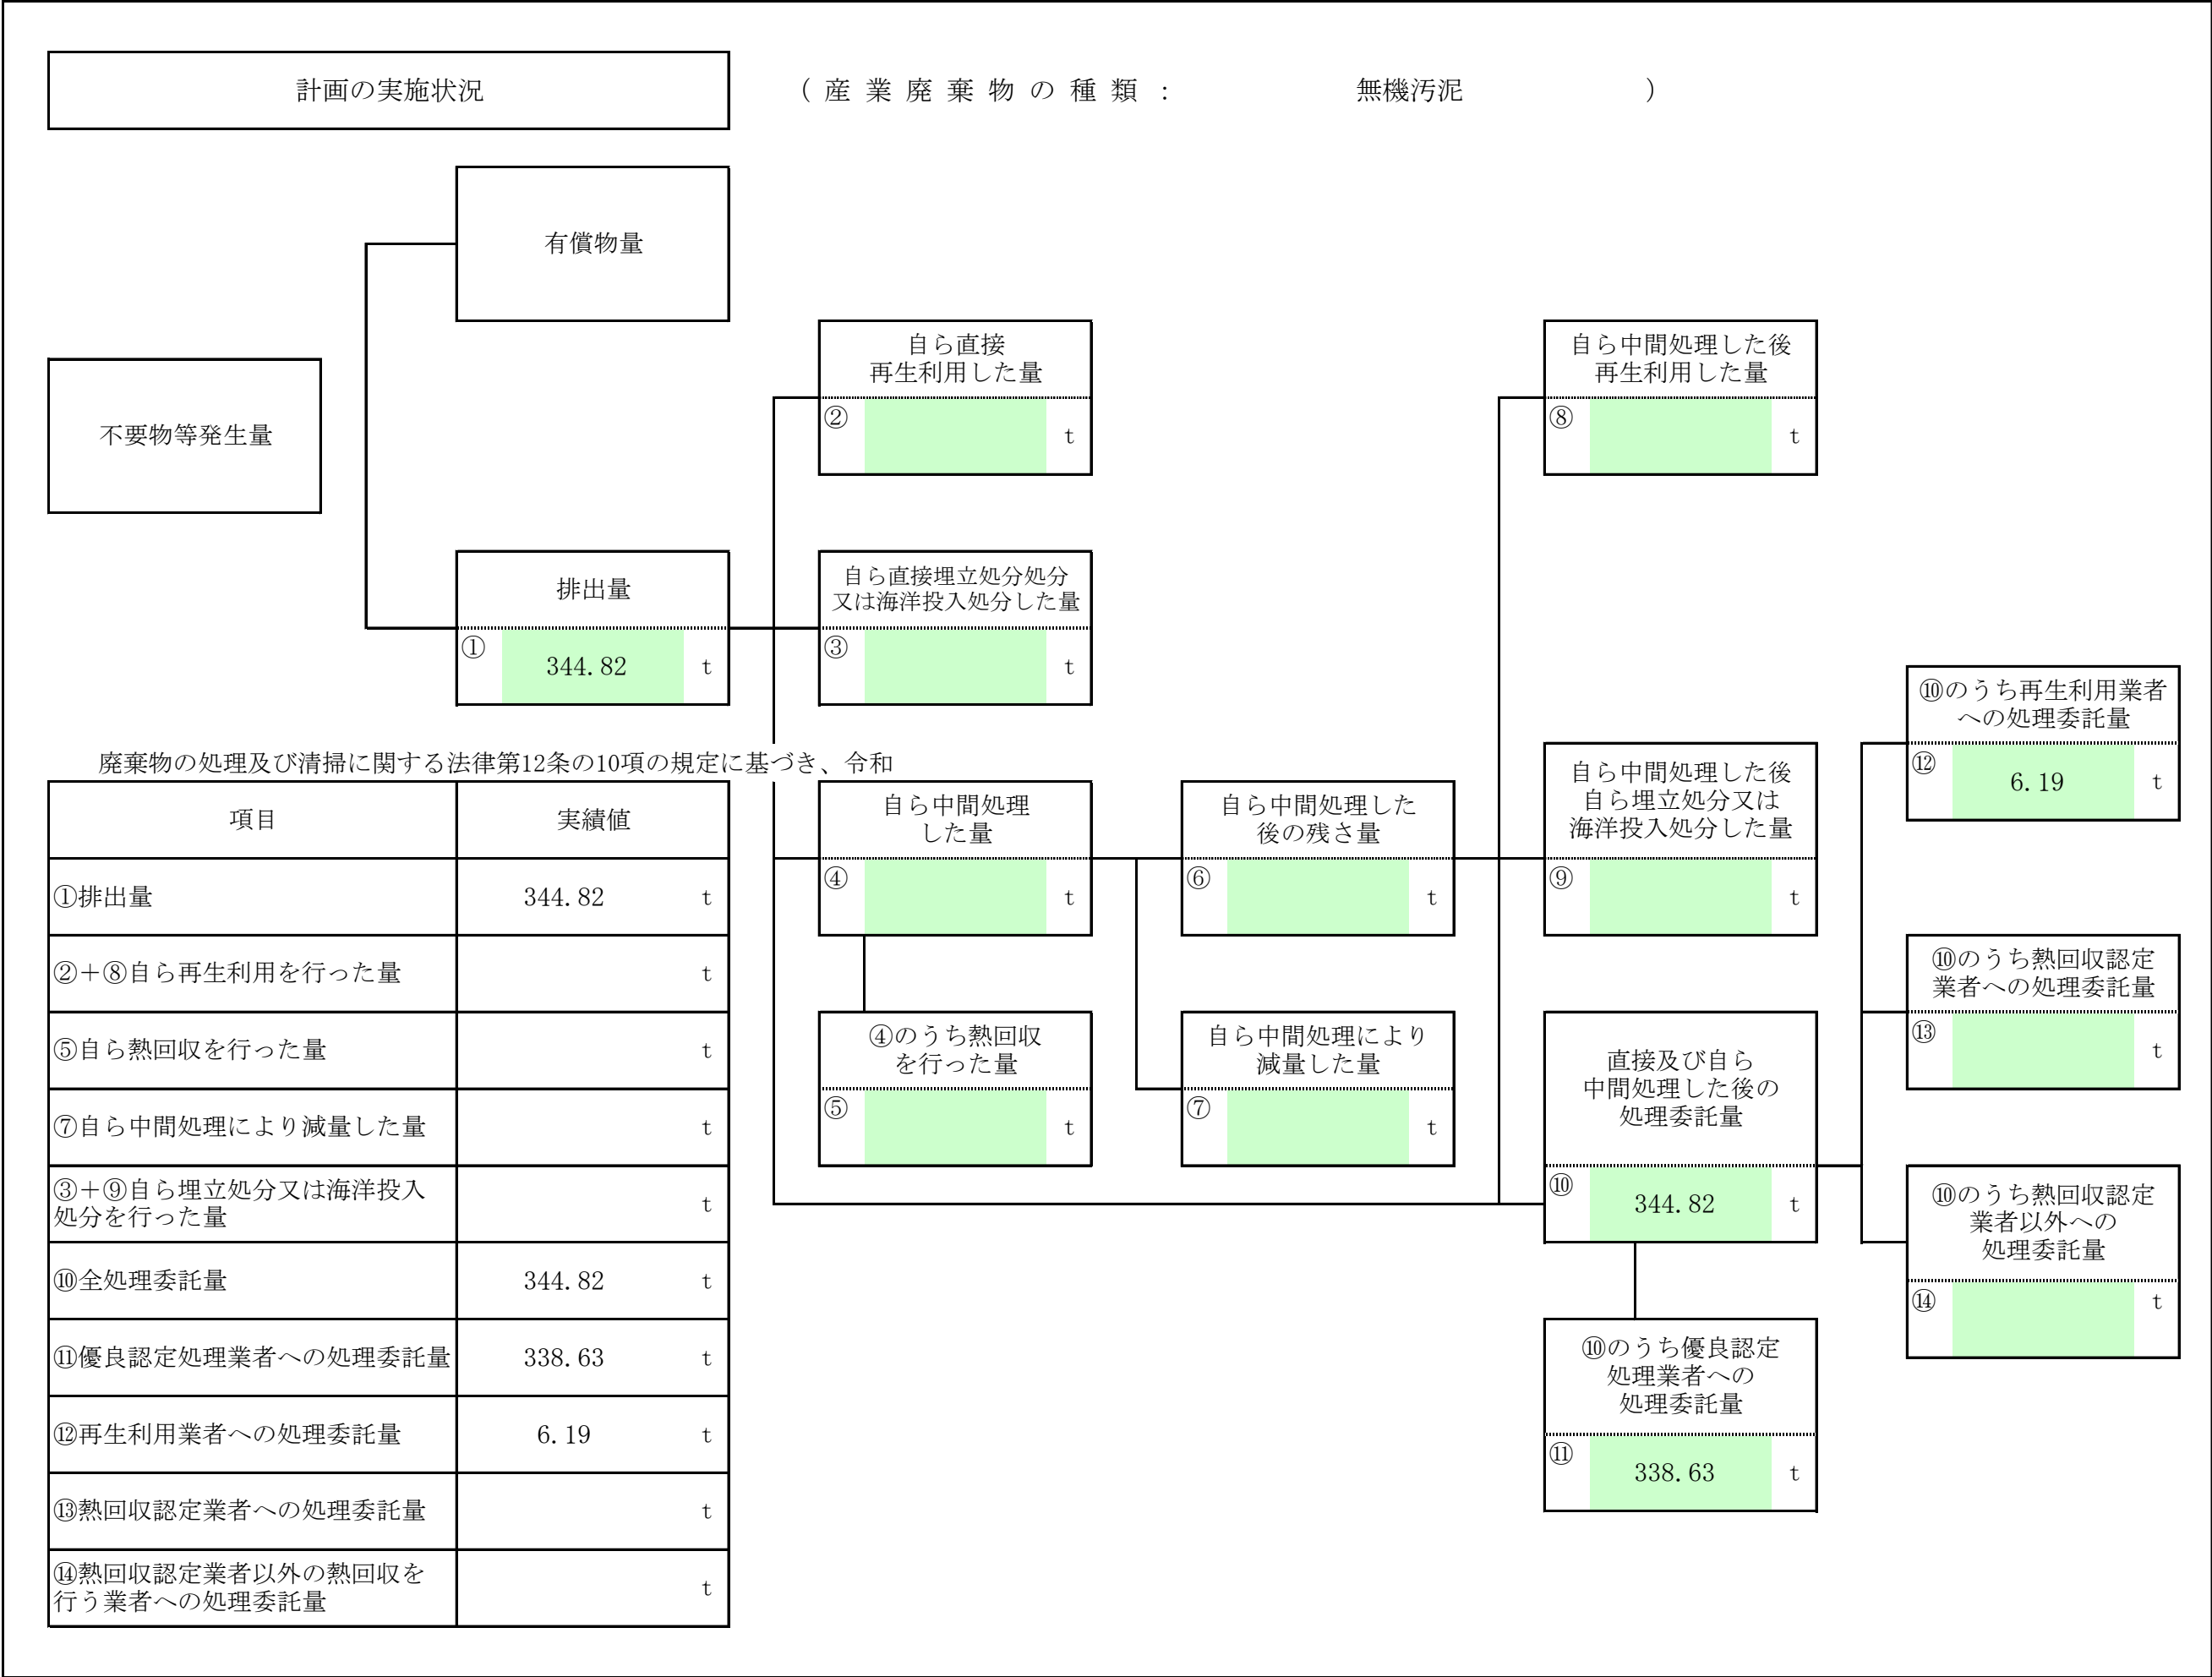 計画の実施状況
（産業廃棄物の種類：　無機汚泥　）
有償物量
不要物等発生量
自ら直接
再生利用した量
② t
自ら中間処理した後
再生利用した量
⑧ t
排出量
① 344.82 t
自ら直接埋立処分処分
又は海洋投入処分した量
③ t
⑩のうち再生利用業者
への処理委託量
⑫ 6.19 t
廃棄物の処理及び清掃に関する法律第12条の10項の規定に基づき、令和
自ら中間処理
した量
④ t
自ら中間処理した
後の残さ量
⑥ t
自ら中間処理した後
自ら埋立処分又は
海洋投入処分した量
⑨ t
⑩のうち熱回収認定
業者への処理委託量
⑬ t
④のうち熱回収
を行った量
⑤ t
自ら中間処理により
減量した量
⑦ t
直接及び自ら
中間処理した後の
処理委託量
⑩ 344.82 t
⑩のうち熱回収認定
業者以外への
処理委託量
⑭ t
⑩のうち優良認定
処理業者への
処理委託量
⑪ 338.63 t
項目 実績値
①排出量 344.82 t
②＋⑧自ら再生利用を行った量 t
⑤自ら熱回収を行った量 t
⑦自ら中間処理により減量した量 t
③＋⑨自ら埋立処分又は海洋投入
処分を行った量 t
⑩全処理委託量 344.82 t
⑪優良認定処理業者への処理委託量 338.63 t
⑫再生利用業者への処理委託量 6.19 t
⑬熱回収認定業者への処理委託量 t
⑭熱回収認定業者以外の熱回収を
行う業者への処理委託量 t